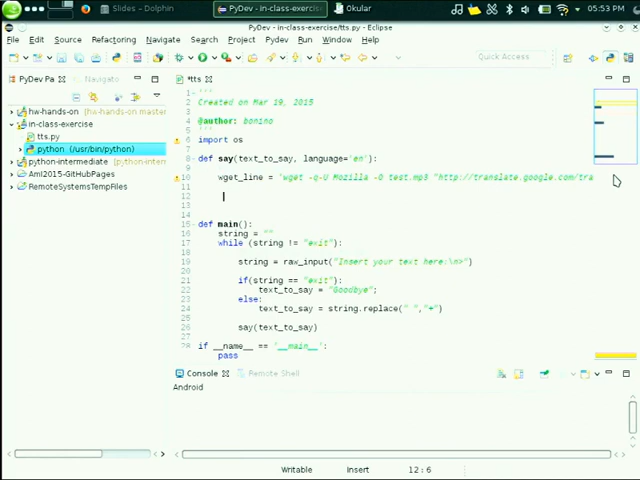 Slides – Dolphin
PyDev - in-class-exercise
Okular
05:53 PM
PyDev - in-class-exercise/tts.py - Eclipse
File Edit Source Refactoring Navigate Search Project Pydev Run Window Help
Quick Access
PyDev Pa
Navigato
*tts
hw-hands-on
in-class-exercise
tts.py
python (/usr/bin/python)
python-intermediate
AmI2015-GitHubPages
RemoteSystemsTempFiles
1 '''
2 Created on Mar 19, 2015
3
4 @author: bonino
5 '''
6 import os
7
8 def say(text_to_say, language='en'):
9
10 wget_line = 'wget -q-U Mozilla -O test.mp3 "http://translate.google.com/tra
11
12
13
14
15 def main():
16 string = ""
17 while (string != "exit"):
18
19 string = raw_input("Insert your text here:\n>")
20
21 if(string == "exit"):
22 text_to_say = "Goodbye";
23 else:
24 text_to_say = string.replace(" ","+")
25
26 say(text_to_say)
27
28 if __name__ == '__main__':
pass
Console
Remote Shell
Android
Writable Insert 12 : 6